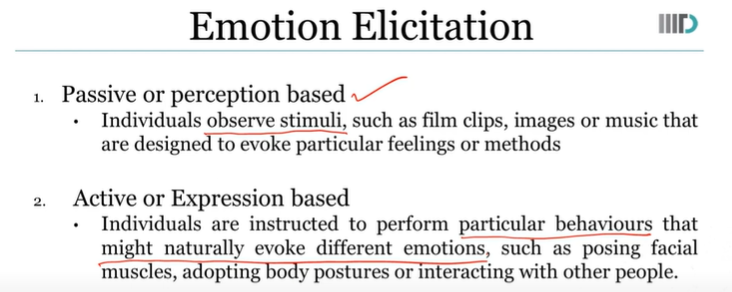 Emotion Elicitation
IIITD
1. Passive or perception based
• Individuals observe stimuli, such as film clips, images or music that
are designed to evoke particular feelings or methods
2. Active or Expression based
• Individuals are instructed to perform particular behaviours that
might naturally evoke different emotions, such as posing facial
muscles, adopting body postures or interacting with other people.